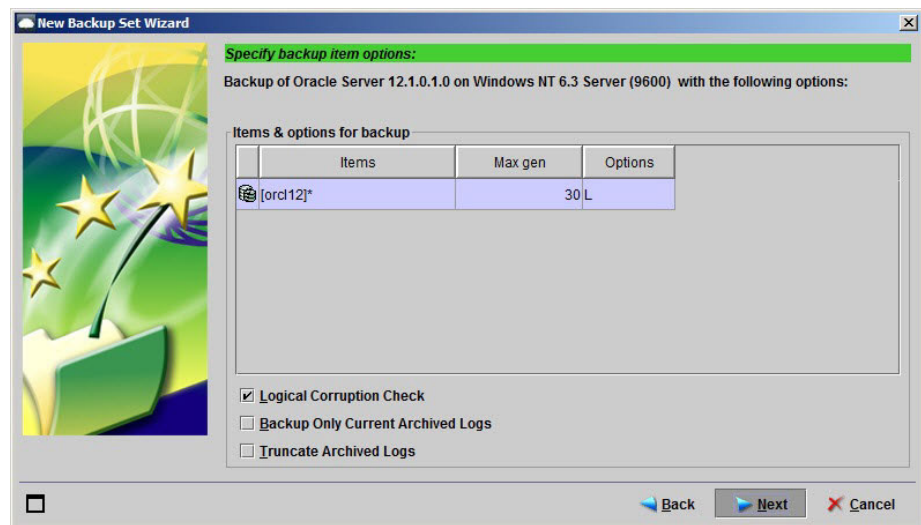 New Backup Set Wizard
Specify backup item options:
Backup of Oracle Server 12.1.0.1.0 on Windows NT 6.3 Server (9600) with the following options:
Items & options for backup
Items Max gen Options
[orcl12]* 30 L
Logical Corruption Check
Backup Only Current Archived Logs
Truncate Archived Logs
Back Next Cancel